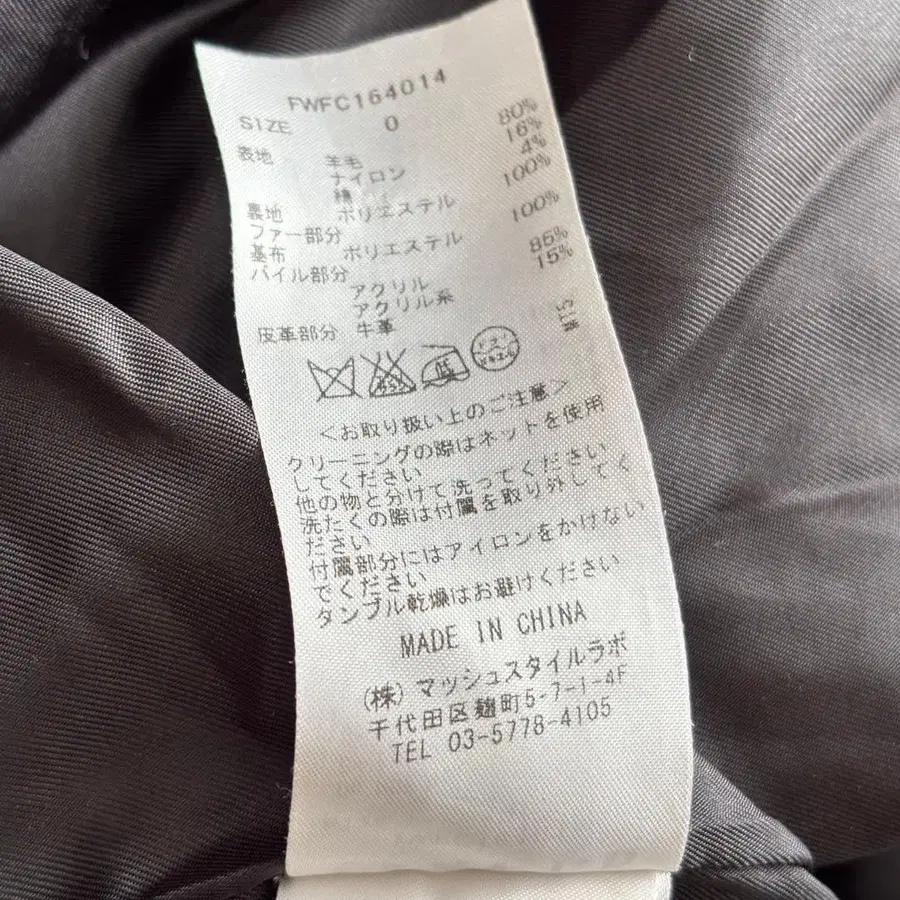 FWFC164014
SIZE 0
表地 羊毛 80%
ナイロン 16%
綿 4%
裏地 ポリエステル 100%
ファー部分
基布 ポリエステル 100%
パイル部分
アクリル 85%
アクリル系 15%
皮革部分 牛革
<お取り扱い上のご注意>
クリーニングの際はネットを使用
してください
他の物と分けて洗ってください
洗たくの際は付属を取り外してく
ださい
付属部分にはアイロンをかけない
でください
タンブル乾燥はお避けください
MADE IN CHINA
(株) マッシュスタイルラボ
千代田区麹町5-7-1-4F
TEL 03-5778-4105